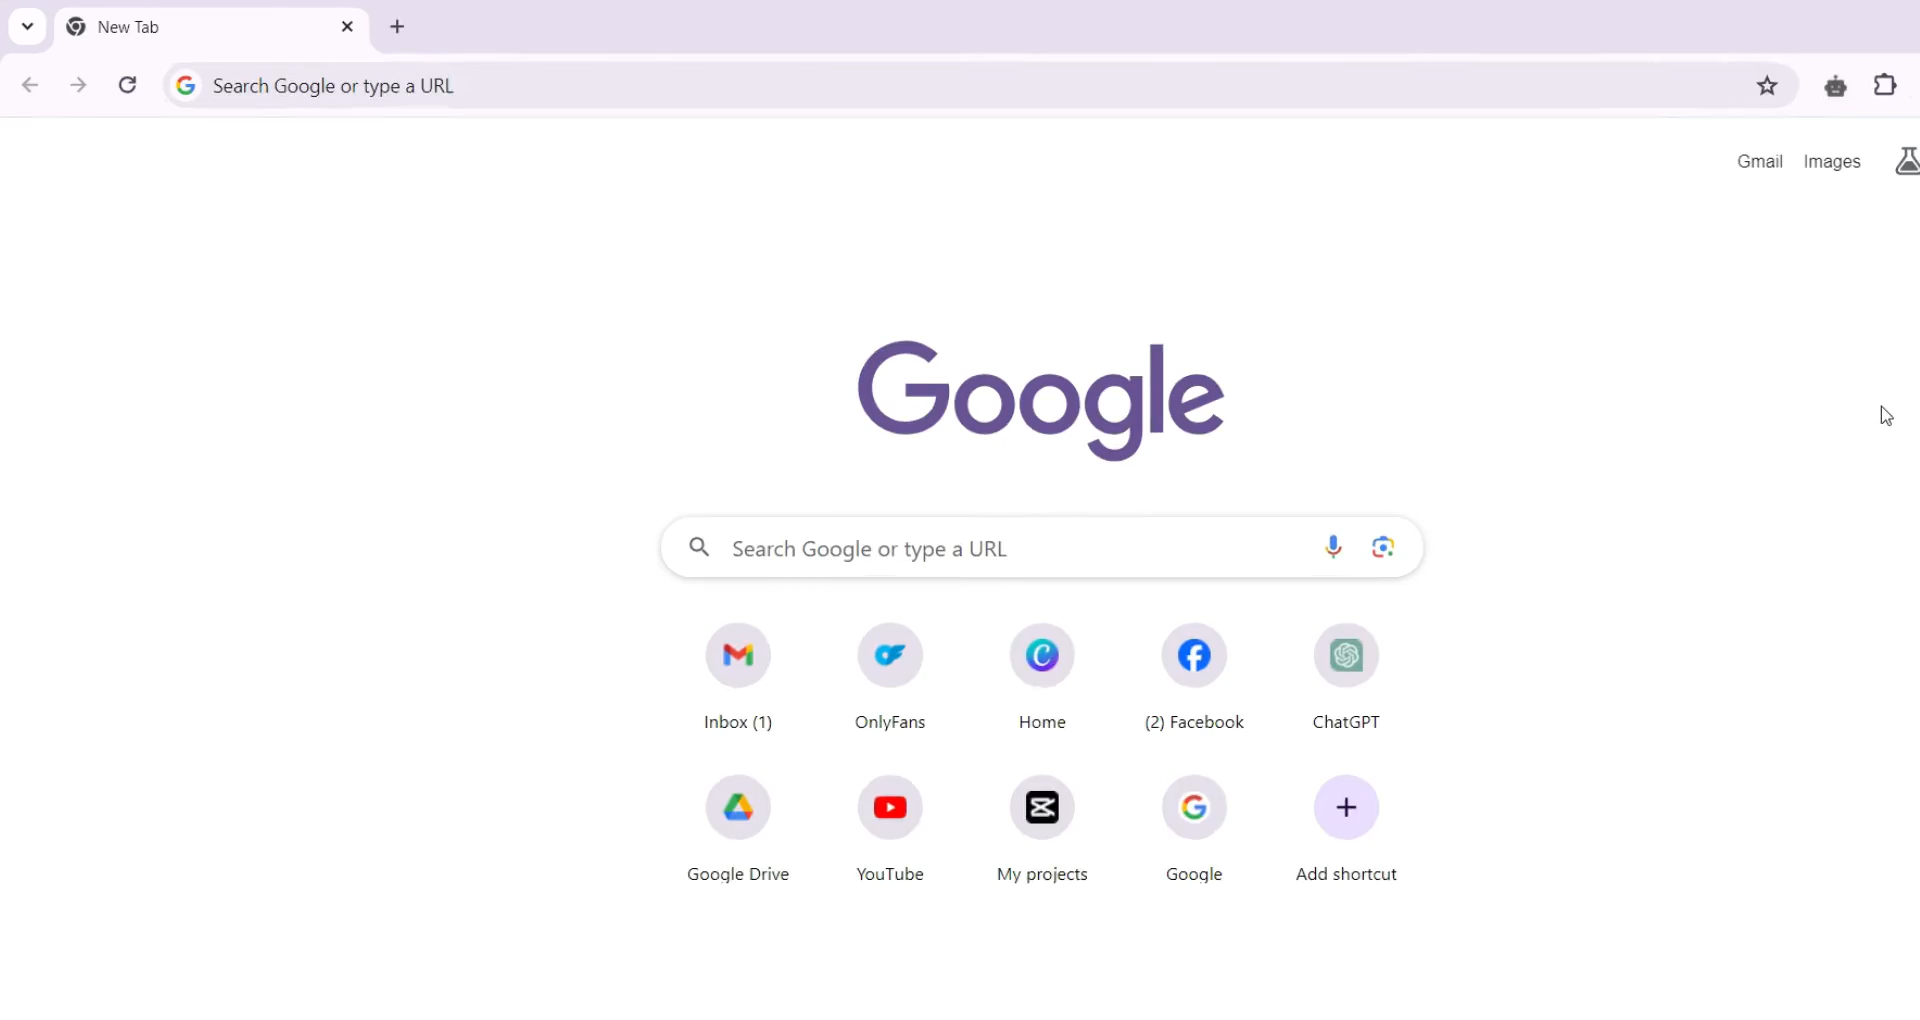 New Tab
Search Google or type a URL
Gmail Images
Google
Search Google or type a URL
Inbox (1) OnlyFans Home (2) Facebook ChatGPT
Google Drive YouTube My projects Google Add shortcut